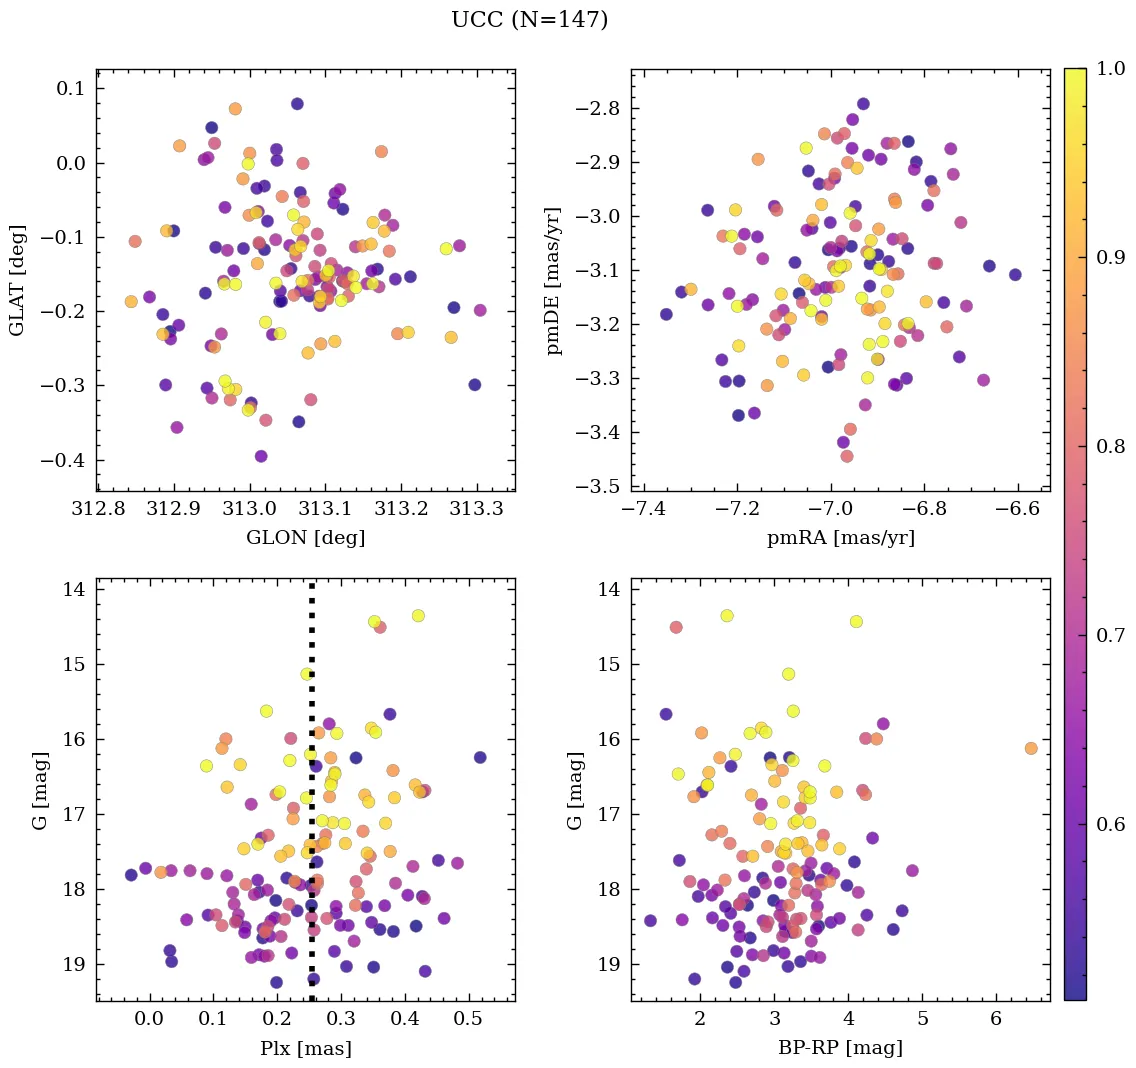 UCC (N=147)
0.1
0.0
−0.1
−0.2
−0.3
−0.4
GLAT [deg]
312.8 312.9 313.0 313.1 313.2 313.3
GLON [deg]
−2.8
−2.9
−3.0
−3.1
−3.2
−3.3
−3.4
−3.5
pmDE [mas/yr]
−7.4 −7.2 −7.0 −6.8 −6.6
pmRA [mas/yr]
14
15
16
17
18
19
G [mag]
0.0 0.1 0.2 0.3 0.4 0.5
Plx [mas]
14
15
16
17
18
19
G [mag]
2 3 4 5 6
BP-RP [mag]
1.0
0.9
0.8
0.7
0.6